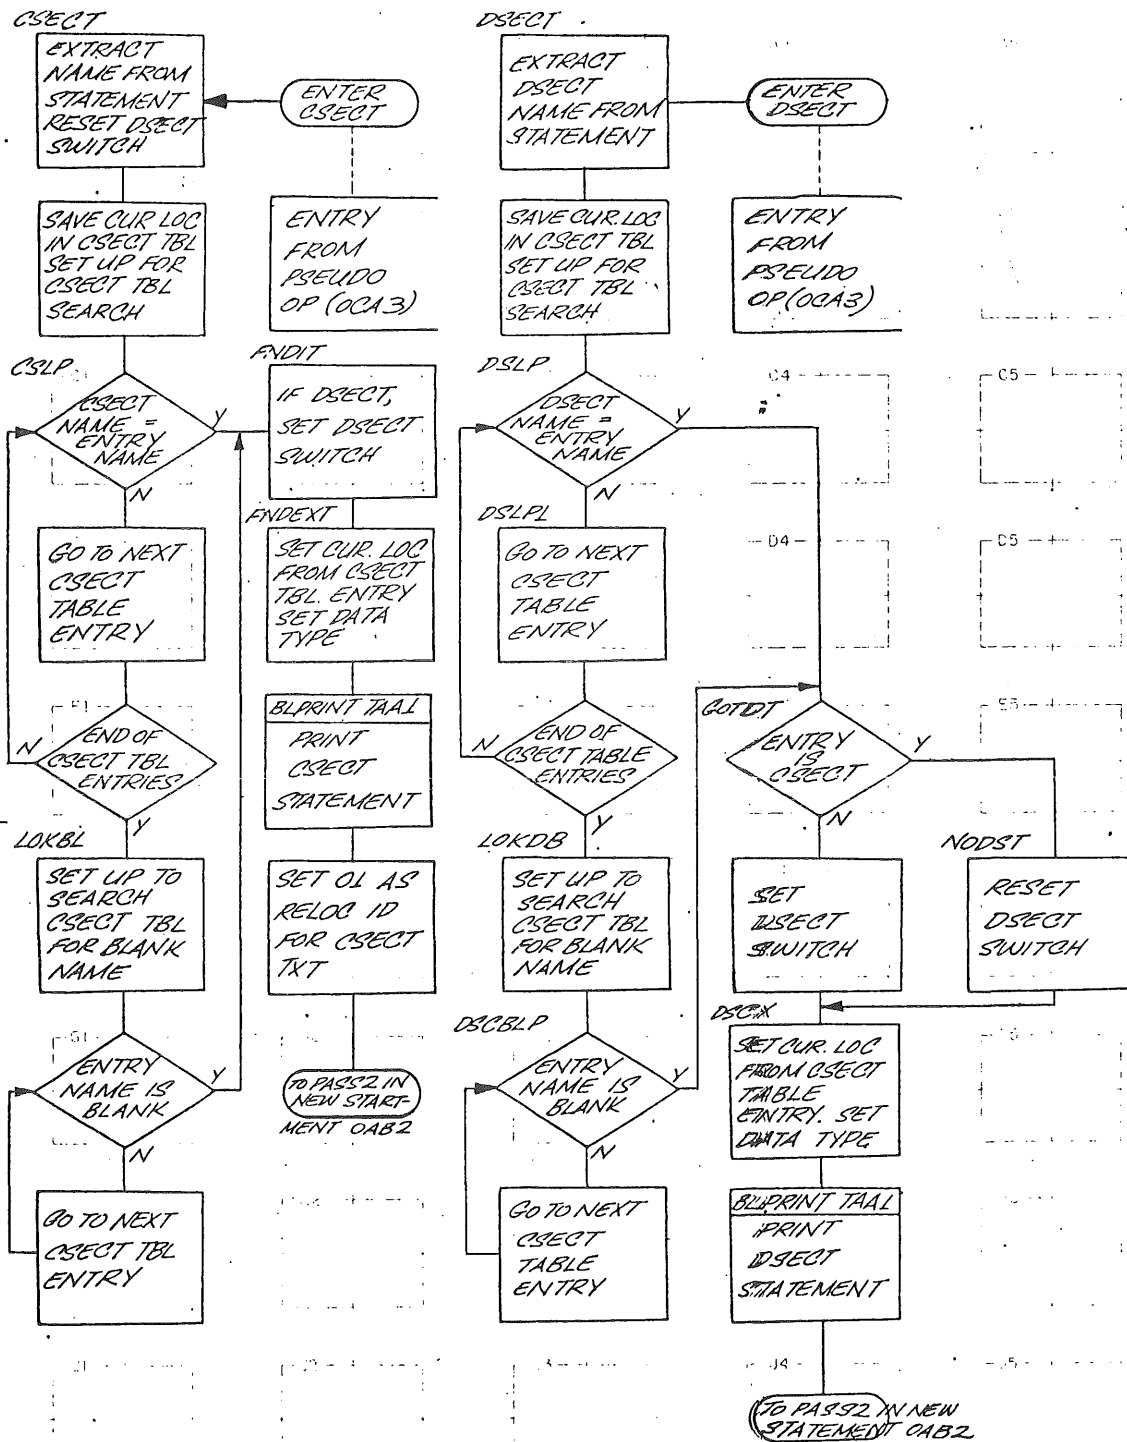 CSECT
EXTRACT
NAME FROM
STATEMENT
RESET DSECT
SWITCH
ENTER
CSECT
SAVE CUR LOC
IN CSECT TBL
SET UP FOR
CSECT TBL
SEARCH
ENTRY
FROM
PSEUDO
OP (OCA3)
CSLP
CSECT
NAME =
ENTRY
NAME
Y
N
FNDIT
IF DSECT,
SET DSECT
SWITCH
GO TO NEXT
CSECT
TABLE
ENTRY
FNDEXT
SET CUR. LOC
FROM CSECT
TBL. ENTRY
SET DATA
TYPE
END OF
CSECT TBL
ENTRIES
N
Y
BLPRINT TAA1
PRINT
CSECT
STATEMENT
LOKBL
SET UP TO
SEARCH
CSECT TBL
FOR BLANK
NAME
SET 01 AS
RELOC ID
FOR CSECT
TXT
ENTRY
NAME IS
BLANK
Y
N
TO PASS2 IN
NEW START-
MENT OAB2
GO TO NEXT
CSECT TBL
ENTRY
DSECT
EXTRACT
DSECT
NAME FROM
STATEMENT
ENTER
DSECT
SAVE CUR. LOC
IN CSECT TBL
SET UP FOR
CSECT TBL
SEARCH
ENTRY
FROM
PSEUDO
OP (OCA3)
DSLP
DSECT
NAME =
ENTRY
NAME
Y
N
C4
C5
DSLPL
GO TO NEXT
CSECT
TABLE
ENTRY
D4
D5
END OF
CSECT TABLE
ENTRIES
N
Y
GOTDT
ENTRY
IS
CSECT
Y
N
LOKDB
SET UP TO
SEARCH
CSECT TBL
FOR BLANK
NAME
SET
DSECT
SWITCH
NODST
RESET
DSECT
SWITCH
DSCBLP
ENTRY
NAME IS
BLANK
Y
N
DSCX
SET CUR. LOC
FROM CSECT
TABLE
ENTRY. SET
DATA TYPE
GO TO NEXT
CSECT
TABLE
ENTRY
BLPRINT TAA1
PRINT
DSECT
STATEMENT
J4
TO PASS2 IN NEW
STATEMENT OAB2